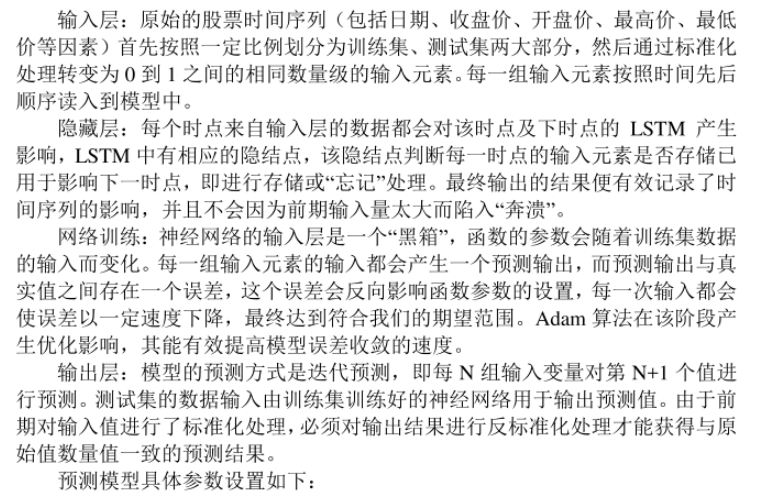 输入层：原始的股票时间序列（包括日期、收盘价、开盘价、最高价、最低
价等因素）首先按照一定比例划分为训练集、测试集两大部分，然后通过标准化
处理转变为 0 到 1 之间的相同数量级的输入元素。每一组输入元素按照时间先后
顺序读入到模型中。
隐藏层：每个时点来自输入层的数据都会对该时点及下时点的 LSTM 产生
影响，LSTM 中有相应的隐结点，该隐结点判断每一时点的输入元素是否存储已
用于影响下一时点，即进行存储或“忘记”处理。最终输出的结果便有效记录了时
间序列的影响，并且不会因为前期输入量太大而陷入“奔溃”。
网络训练：神经网络的输入层是一个“黑箱”，函数的参数会随着训练集数据
的输入而变化。每一组输入元素的输入都会产生一个预测输出，而预测输出与真
实值之间存在一个误差，这个误差会反向影响函数参数的设置，每一次输入都会
使误差以一定速度下降，最终达到符合我们的期望范围。Adam 算法在该阶段产
生优化影响，其能有效提高模型误差收敛的速度。
输出层：模型的预测方式是迭代预测，即每 N 组输入变量对第 N+1 个值进
行预测。测试集的数据输入由训练集训练好的神经网络用于输出预测值。由于前
期对输入值进行了标准化处理，必须对输出结果进行反标准化处理才能获得与原
始值数量值一致的预测结果。
预测模型具体参数设置如下：